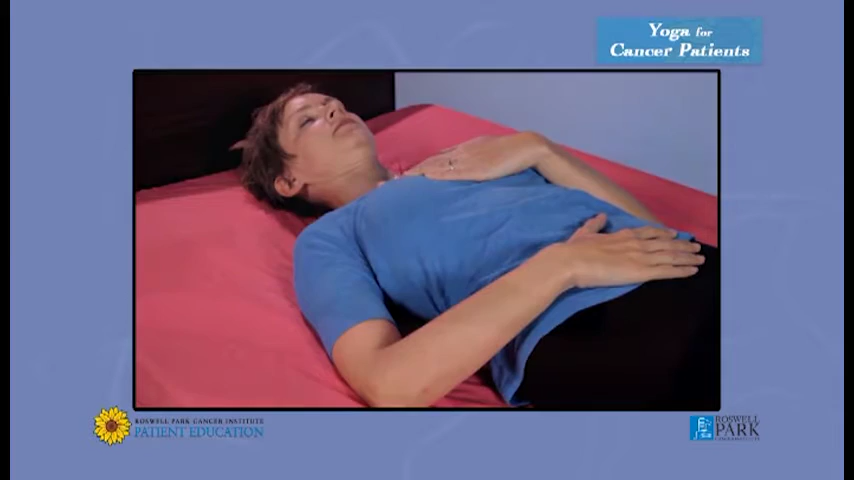 Yoga for
Cancer Patients
ROSWELL PARK CANCER INSTITUTE
PATIENT EDUCATION
ROSWELL
PARK